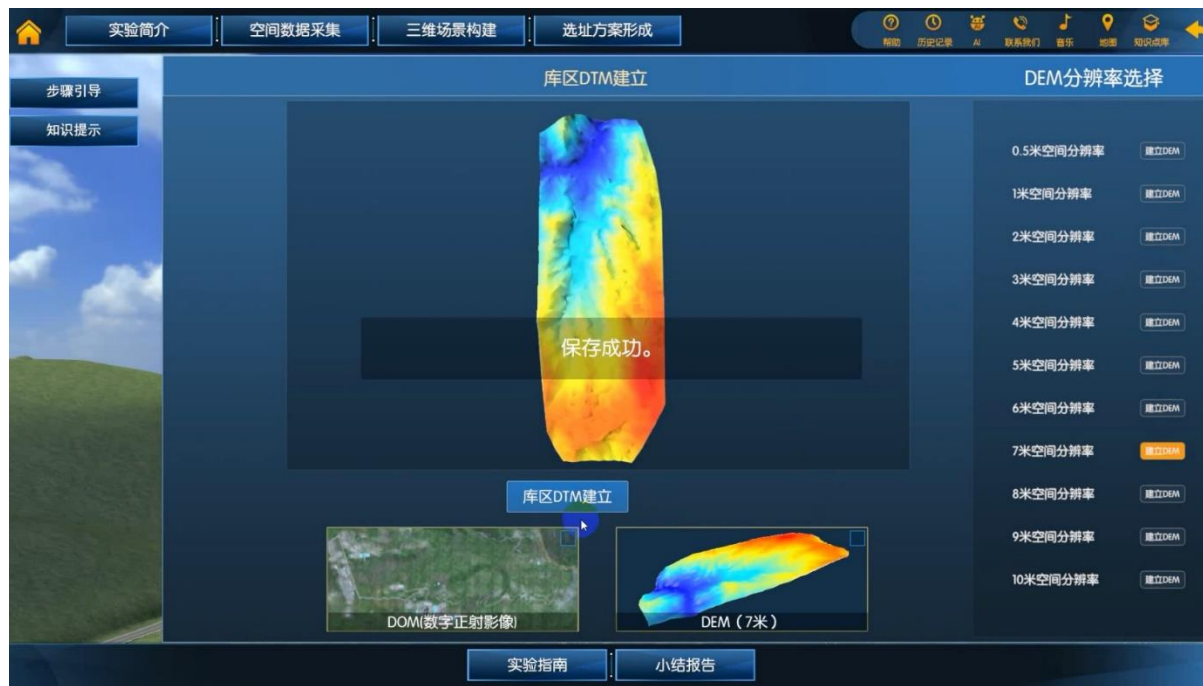 实验简介
空间数据采集
三维场景构建
选址方案形成
帮助
历史记录
AI
联系我们
音乐
地图
知识点库
步骤引导
知识提示
库区DTM建立
DEM分辨率选择
0.5米空间分辨率 建立DEM
1米空间分辨率 建立DEM
2米空间分辨率 建立DEM
3米空间分辨率 建立DEM
4米空间分辨率 建立DEM
5米空间分辨率 建立DEM
6米空间分辨率 建立DEM
7米空间分辨率 建立DEM
8米空间分辨率 建立DEM
9米空间分辨率 建立DEM
10米空间分辨率 建立DEM
保存成功。
库区DTM建立
DOM(数字正射影像)
DEM（7米）
实验指南
小结报告